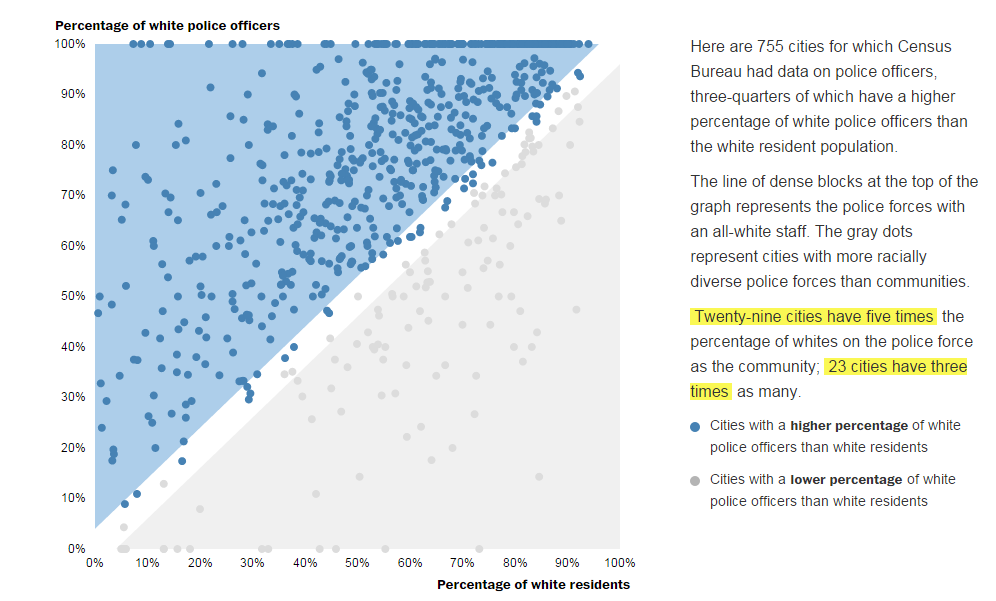 Percentage of white police officers
100%
90%
80%
70%
60%
50%
40%
30%
20%
10%
0%
0%
10%
20%
30%
40%
50%
60%
70%
80%
90%
100%
Percentage of white residents
Here are 755 cities for which Census
Bureau had data on police officers,
three-quarters of which have a higher
percentage of white police officers than
the white resident population.
The line of dense blocks at the top of the
graph represents the police forces with
an all-white staff. The gray dots
represent cities with more racially
diverse police forces than communities.
Twenty-nine cities have five times the
percentage of whites on the police force
as the community; 23 cities have three
times as many.
Cities with a higher percentage of white
police officers than white residents
Cities with a lower percentage of white
police officers than white residents